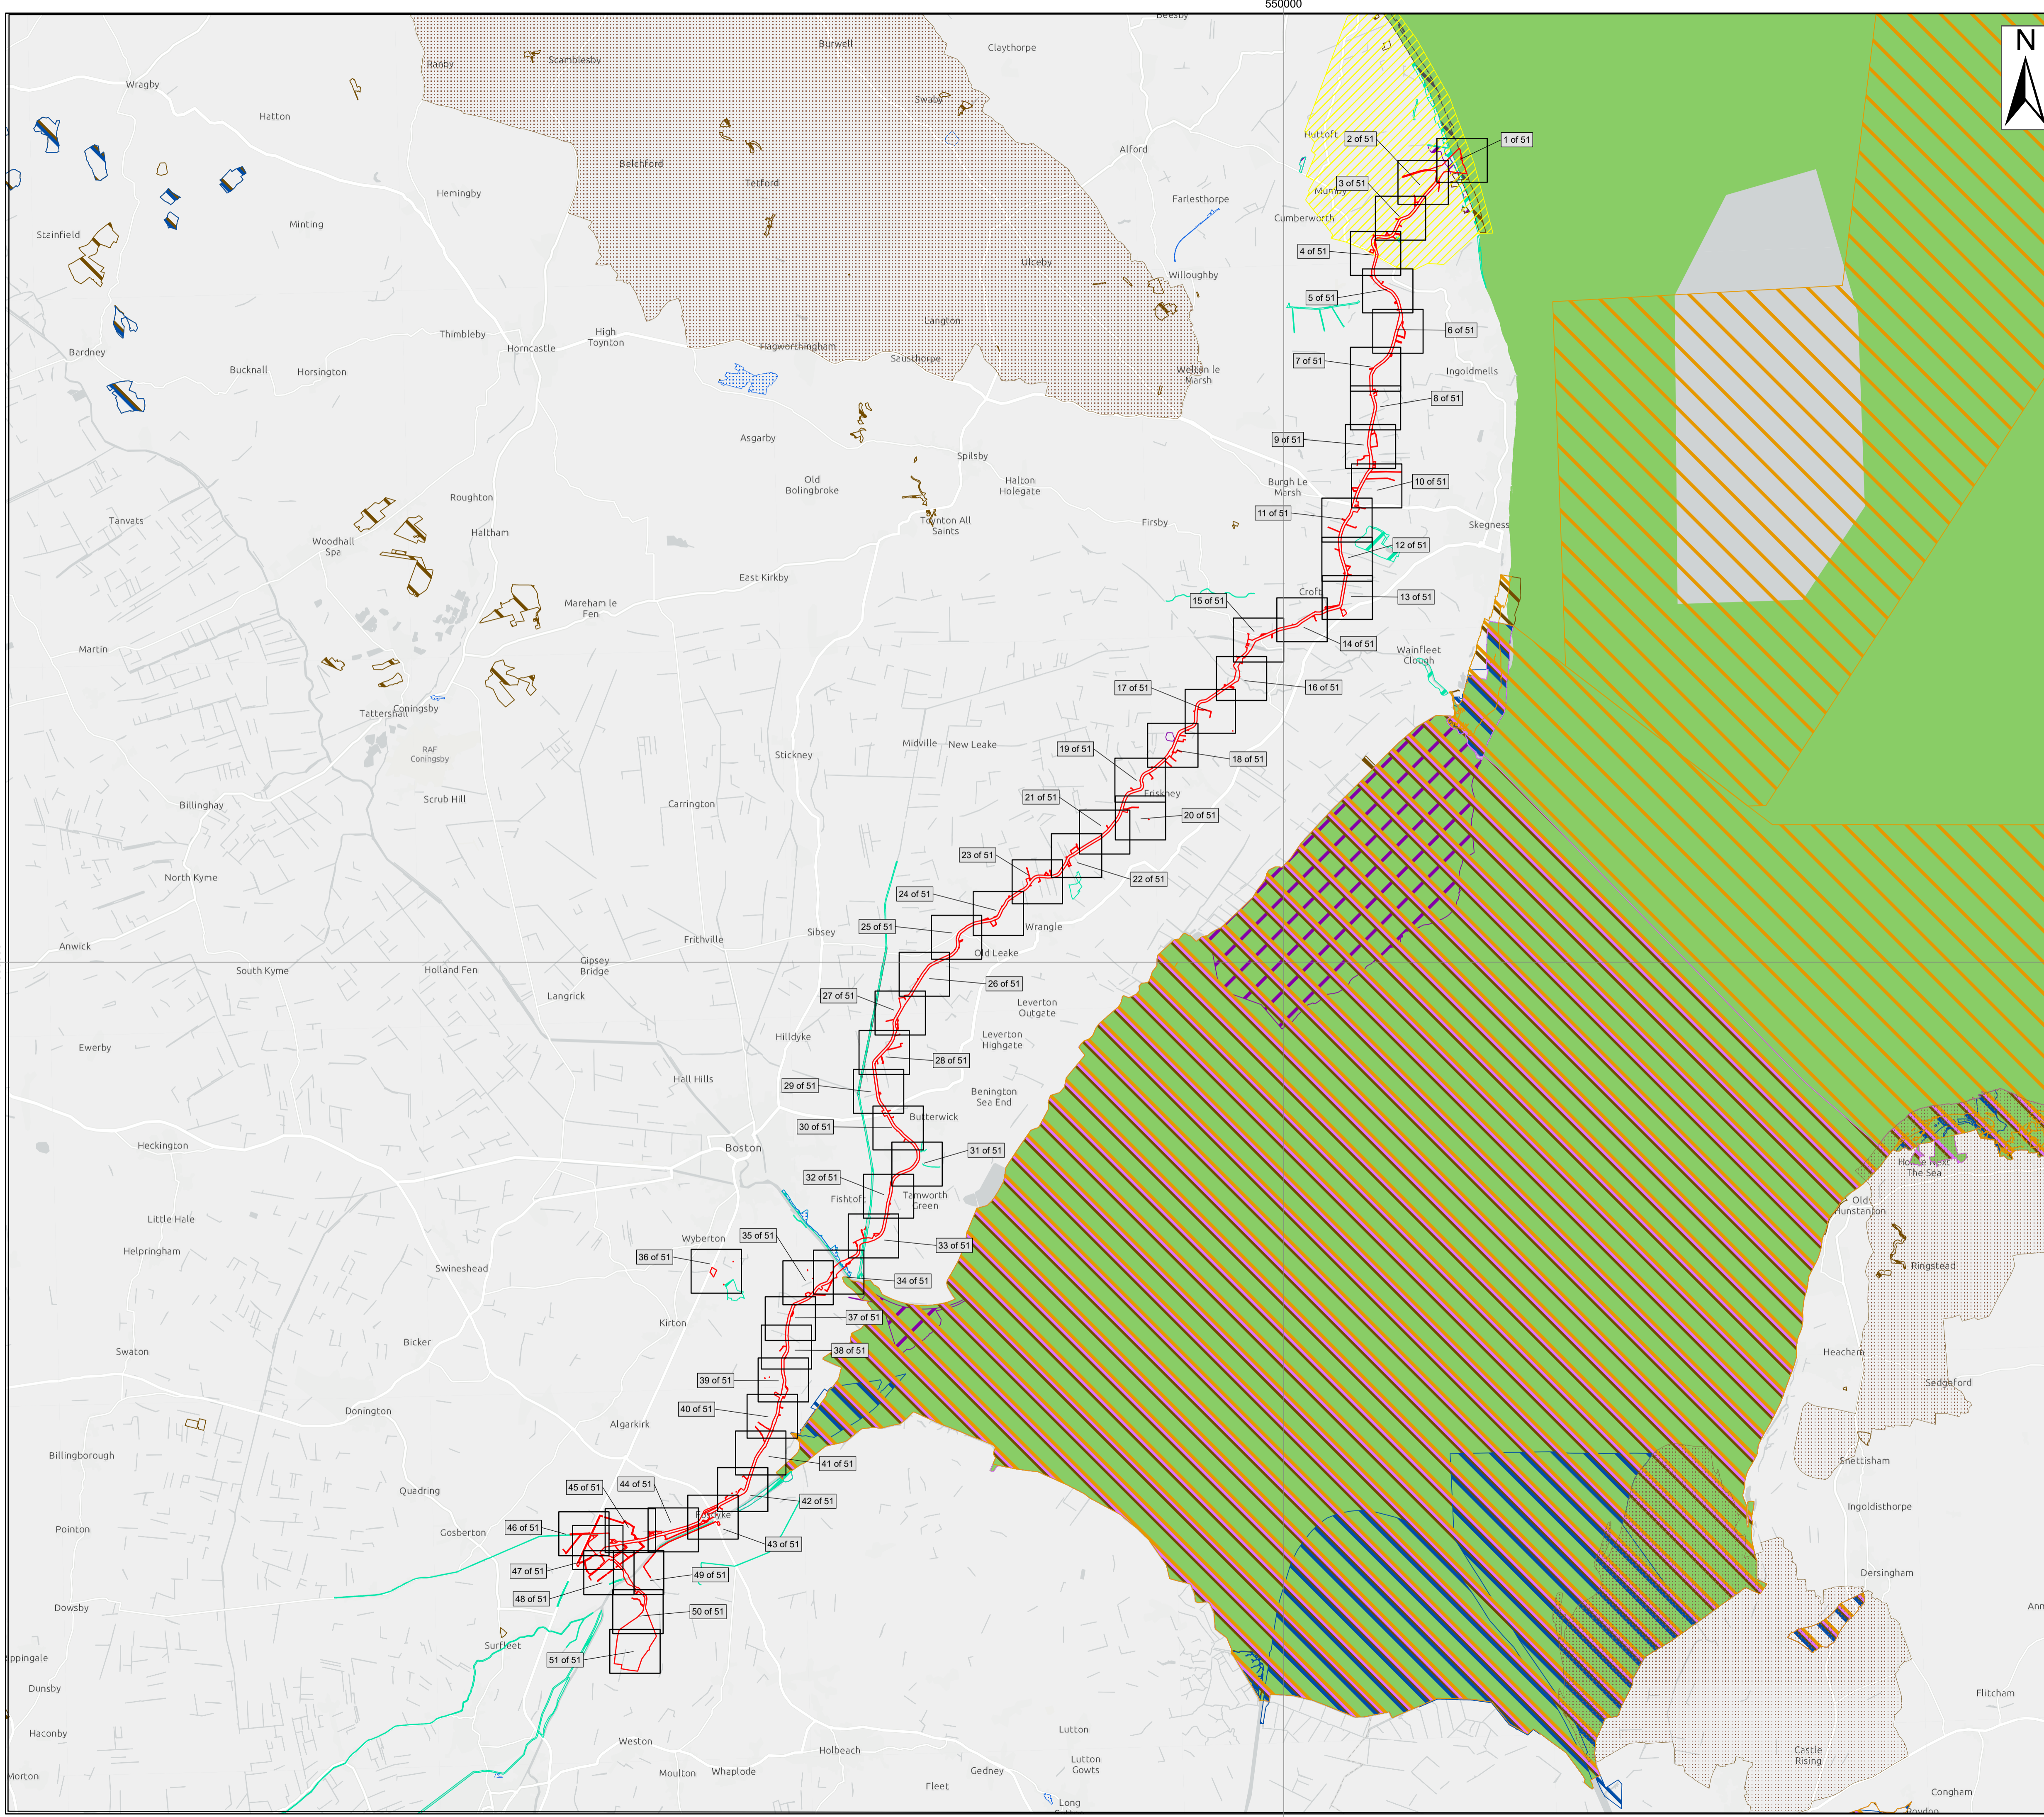 550000
N
Beesby
Burwell
Claythorpe
Ranby
Scamblesby
Wragby
Swaby
Hatton
Huttoft
2 of 51
1 of 51
Alford
Belchford
Tetford
3 of 51
Mumby
Hemingby
Farlesthorpe
Cumberworth
Minting
Stainfield
4 of 51
Ulceby
Willoughby
5 of 51
Langton
6 of 51
Thimbleby
High
Toynton
Horncastle
Hagworthingham
Sausthorpe
Bardney
7 of 51
Bucknall
Horsington
Welton le
Marsh
Ingoldmells
8 of 51
Asgarby
9 of 51
Spilsby
Old
Bolingbroke
Halton
Holegate
Burgh Le
Marsh
10 of 51
Roughton
11 of 51
Tanvats
Toynton All
Saints
Firsby
Skegness
Haltham
Woodhall
Spa
12 of 51
East Kirkby
Mareham le
Fen
Croft
13 of 51
15 of 51
14 of 51
Martin
Wainfleet
Clough
17 of 51
16 of 51
Coningsby
Tattershall
19 of 51
Midville
New Lake
RAF
Coningsby
Stickney
18 of 51
Scrub Hill
Billinghay
Carrington
21 of 51
Friskney
20 of 51
23 of 51
North Kyme
22 of 51
24 of 51
25 of 51
Sibsey
Wrangle
Anwick
Frithville
Old Leake
South Kyme
Holland Fen
Gipsey
Bridge
26 of 51
Langrick
27 of 51
Leverton
Outgate
Hilldyke
Leverton
Highgate
Ewerby
28 of 51
Hall Hills
29 of 51
Benington
Sea End
Butterwick
30 of 51
Heckington
Boston
31 of 51
The Sea
32 of 51
Fishtoft
Tamworth
Green
Old
Hunstanton
Little Hale
Wyberton
35 of 51
33 of 51
Helpringham
36 of 51
Swineshead
34 of 51
Ringstead
Kirton
37 of 51
Bicker
38 of 51
Swaton
Heacham
39 of 51
Sedgeford
Donington
40 of 51
Algarkirk
Billingborough
41 of 51
Snettisham
45 of 51
44 of 51
Quadring
42 of 51
Ingoldisthorpe
Fosdyke
Pointon
Gosberton
46 of 51
43 of 51
47 of 51
49 of 51
Dersingham
48 of 51
Dowsby
50 of 51
Surfleet
51 of 51
Dunsby
Flitcham
Haconby
Weston
Holbeach
Lutton
Castle
Rising
Moulton
Whaplode
Gedney
Lutton
Gowts
Morton
Fleet
Congham
Long